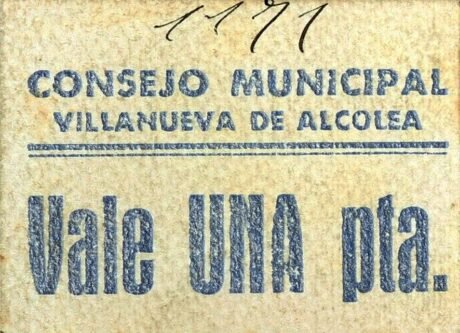 1171
CONSEJO MUNICIPAL
VILLANUEVA DE ALCOLEA
Vale UNA pta.